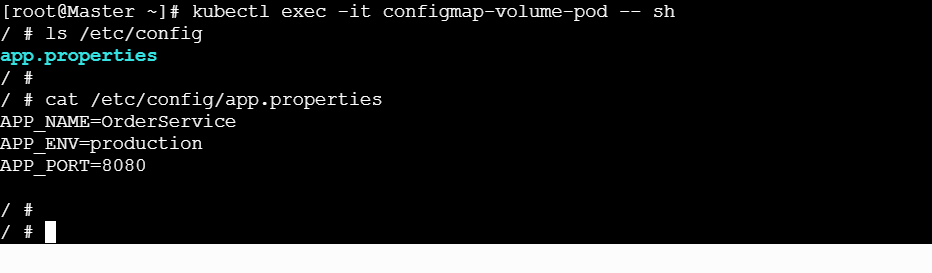 [root@Master ~]# kubectl exec -it configmap-volume-pod -- sh
/ # ls /etc/config
app.properties
/ #
/ # cat /etc/config/app.properties
APP_NAME=OrderService
APP_ENV=production
APP_PORT=8080
/ #
/ #